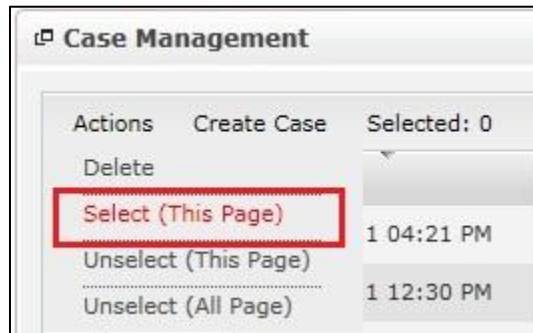 Case Management
Actions Create Case Selected: 0
Delete
Select (This Page)
1 04:21 PM
Unselect (This Page)
1 12:30 PM
Unselect (All Page)